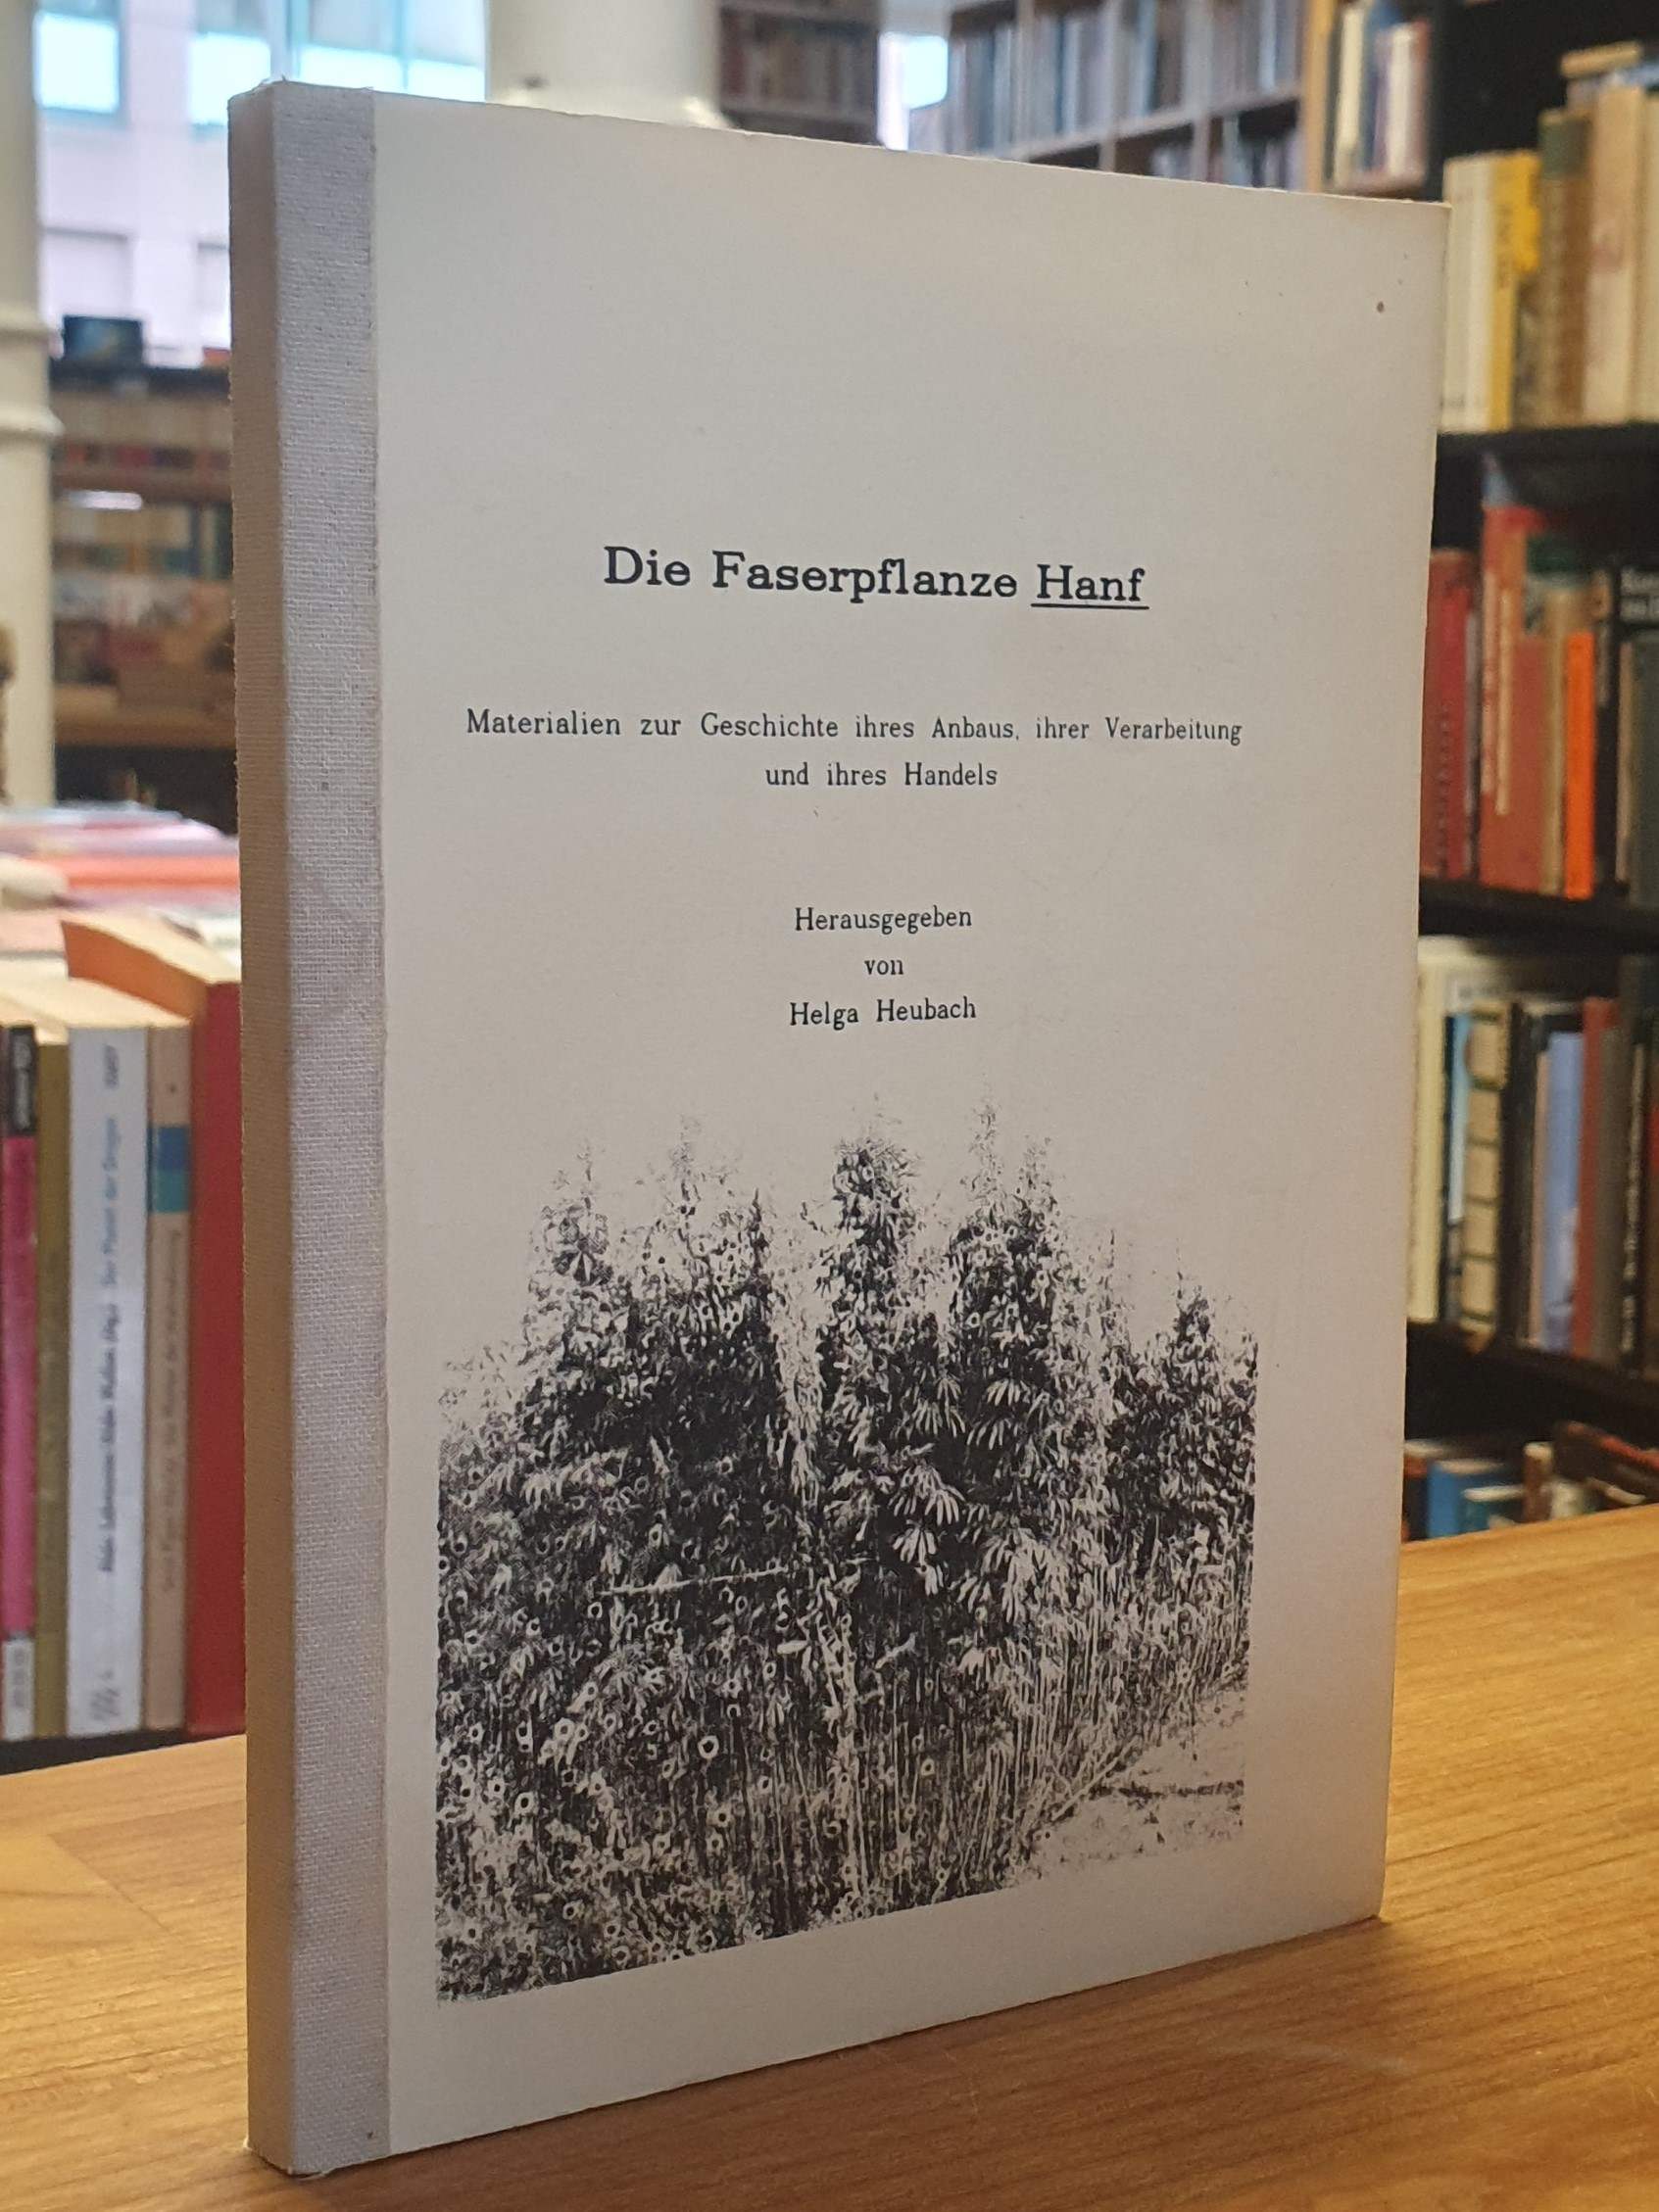 Die Faserpflanze Hanf
Materialien zur Geschichte ihres Anbaus, ihrer Verarbeitung
und ihres Handels
Herausgegeben
von
Helga Heubach